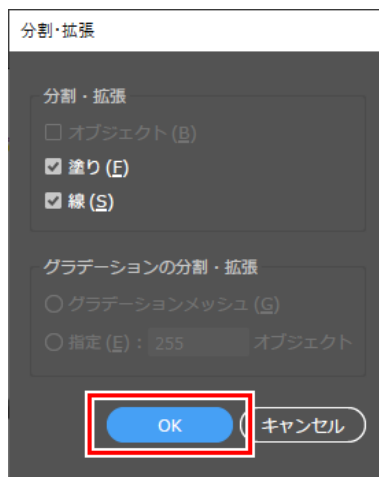 分割・拡張
分割・拡張
オブジェクト(B)
塗り(F)
線(S)
グラデーションの分割・拡張
グラデーションメッシュ(G)
指定(E)： 255 オブジェクト
OK キャンセル